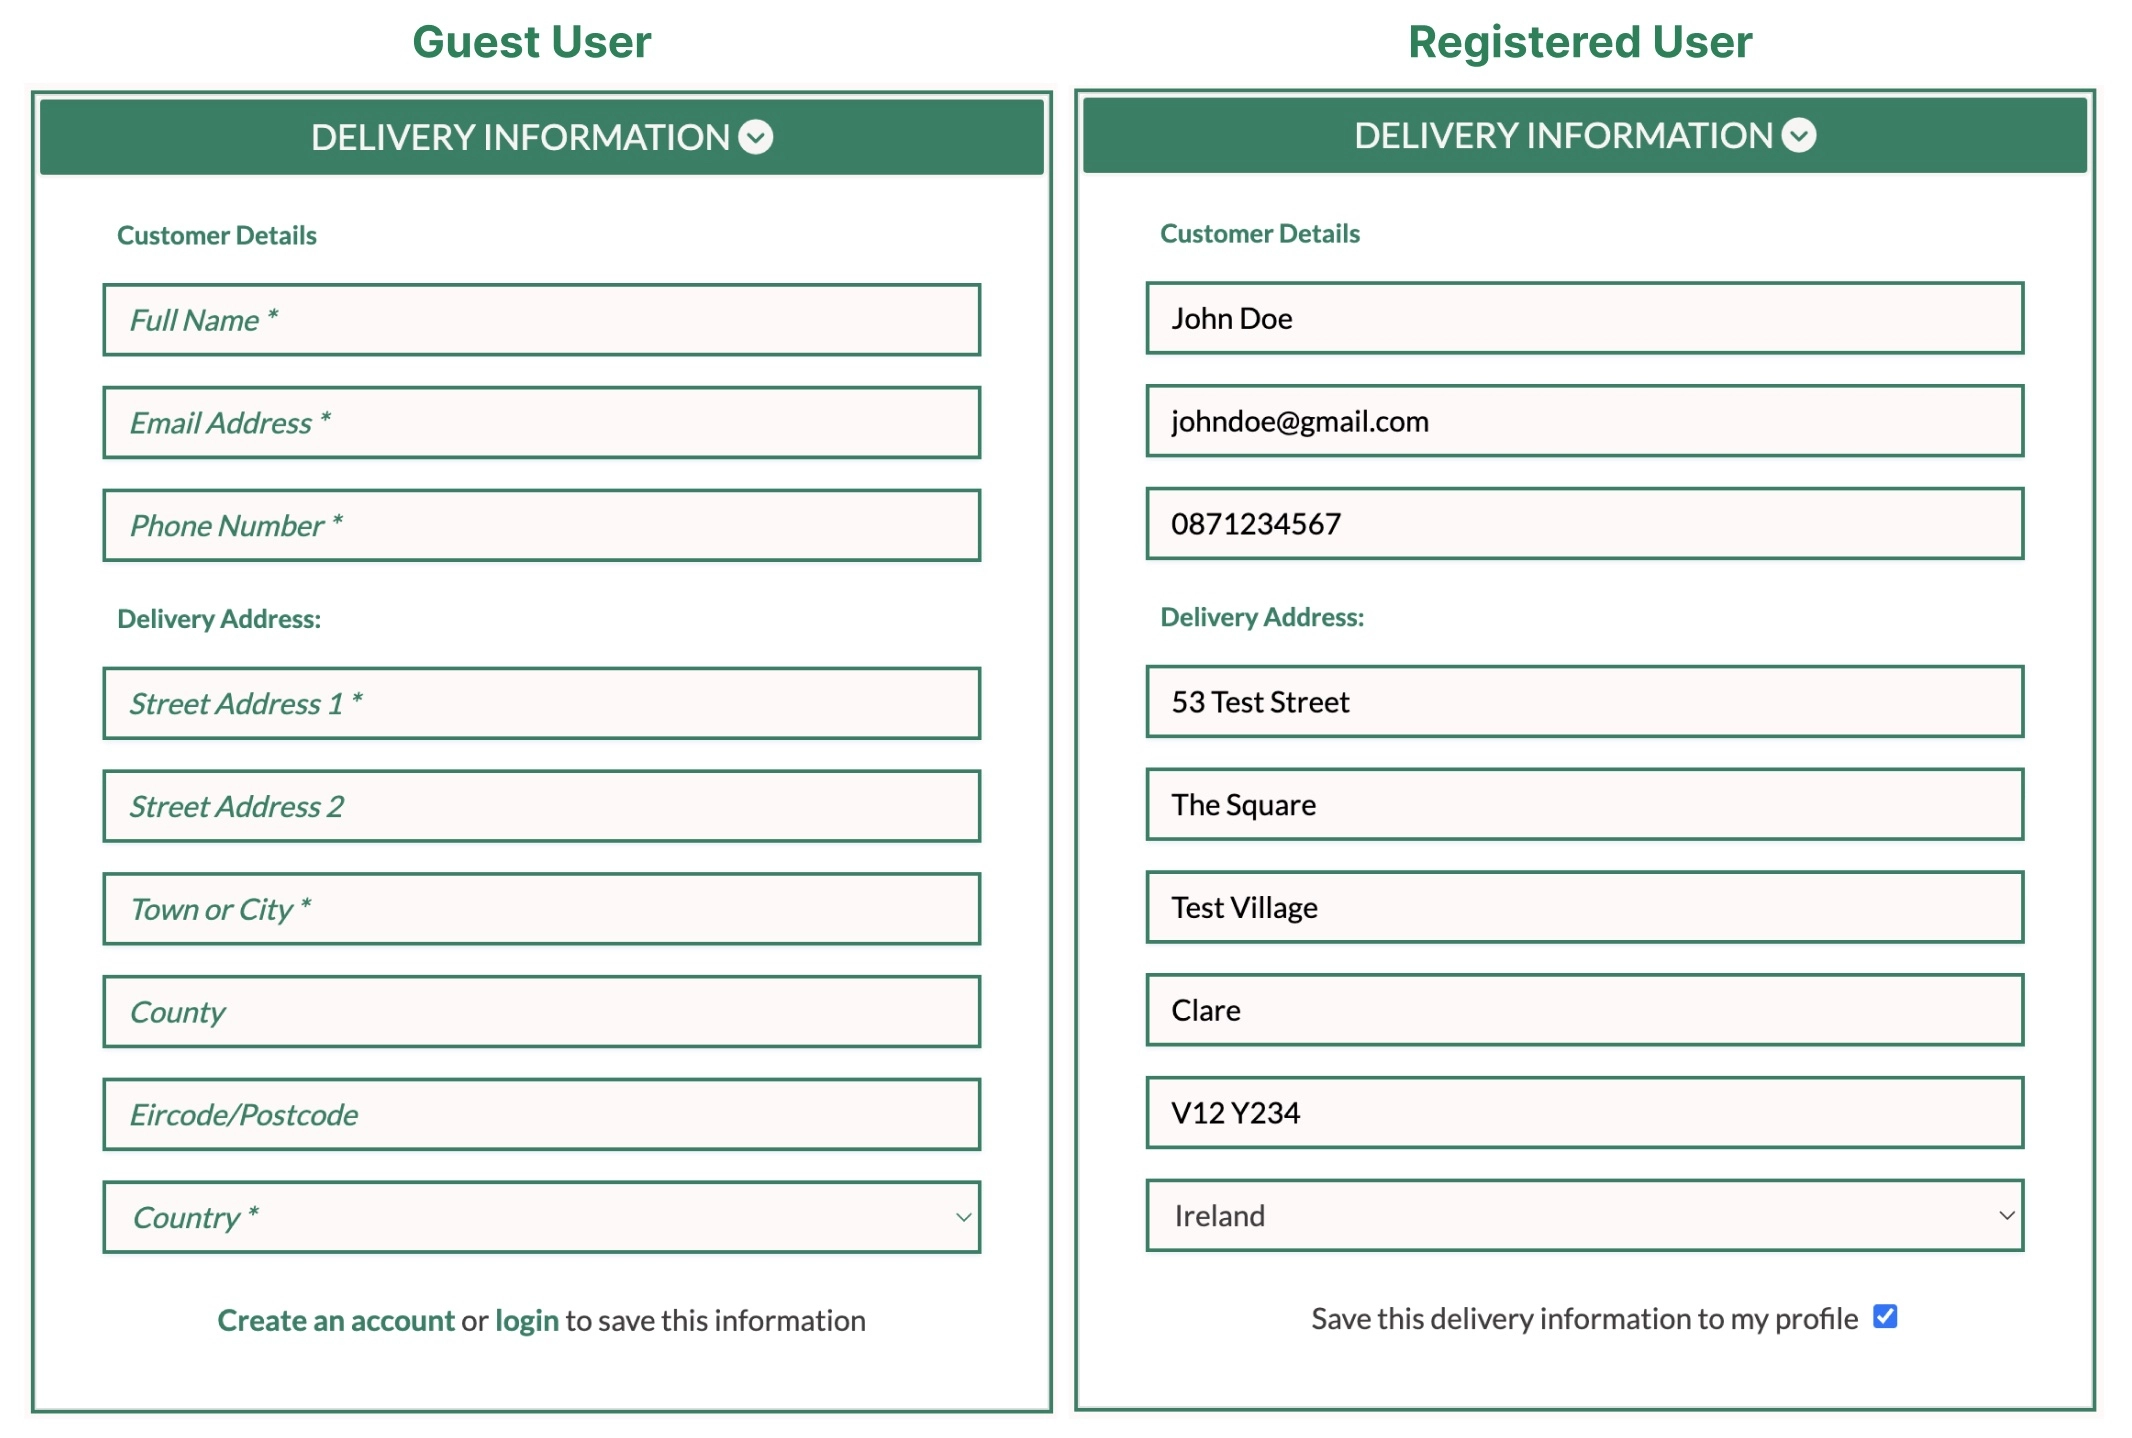 Guest User
DELIVERY INFORMATION
Customer Details
Full Name *
Email Address *
Phone Number *
Delivery Address:
Street Address 1 *
Street Address 2
Town or City *
County
Eircode/Postcode
Country *
Create an account or login to save this information
Registered User
DELIVERY INFORMATION
Customer Details
John Doe
johndoe@gmail.com
0871234567
Delivery Address:
53 Test Street
The Square
Test Village
Clare
V12 Y234
Ireland
Save this delivery information to my profile